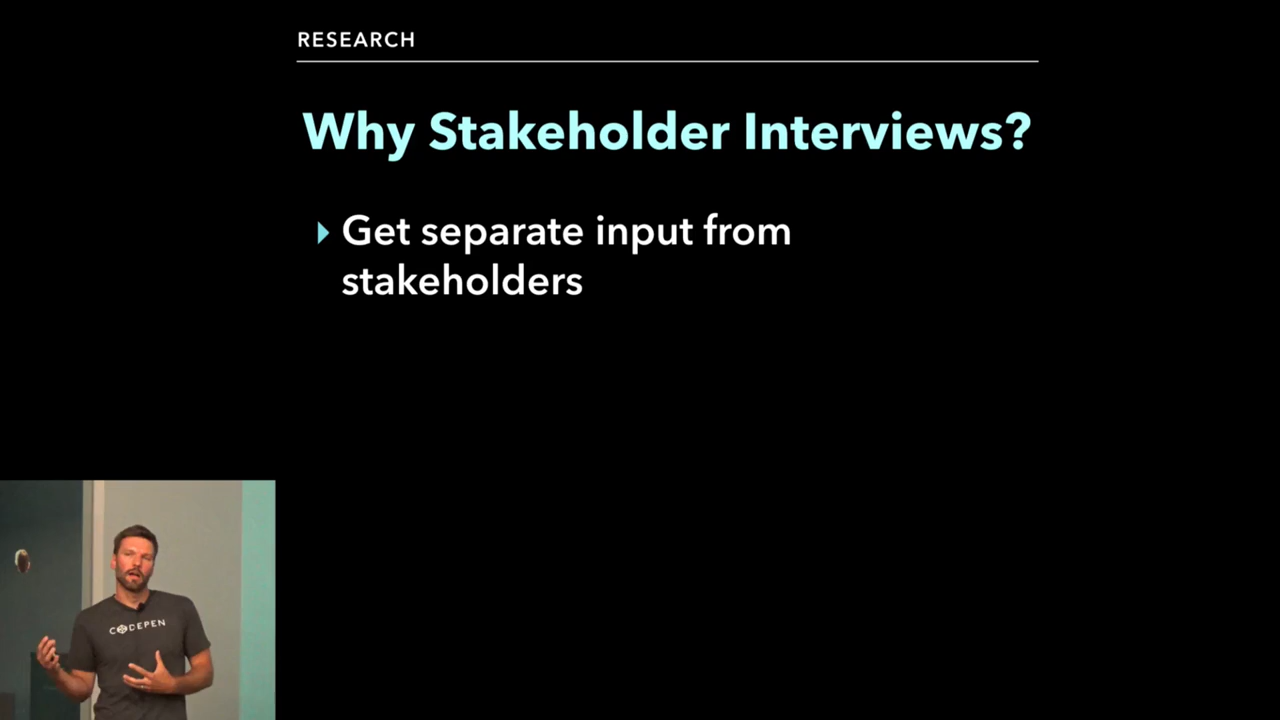 RESEARCH
Why Stakeholder Interviews?
Get separate input from
stakeholders
CODEPEN